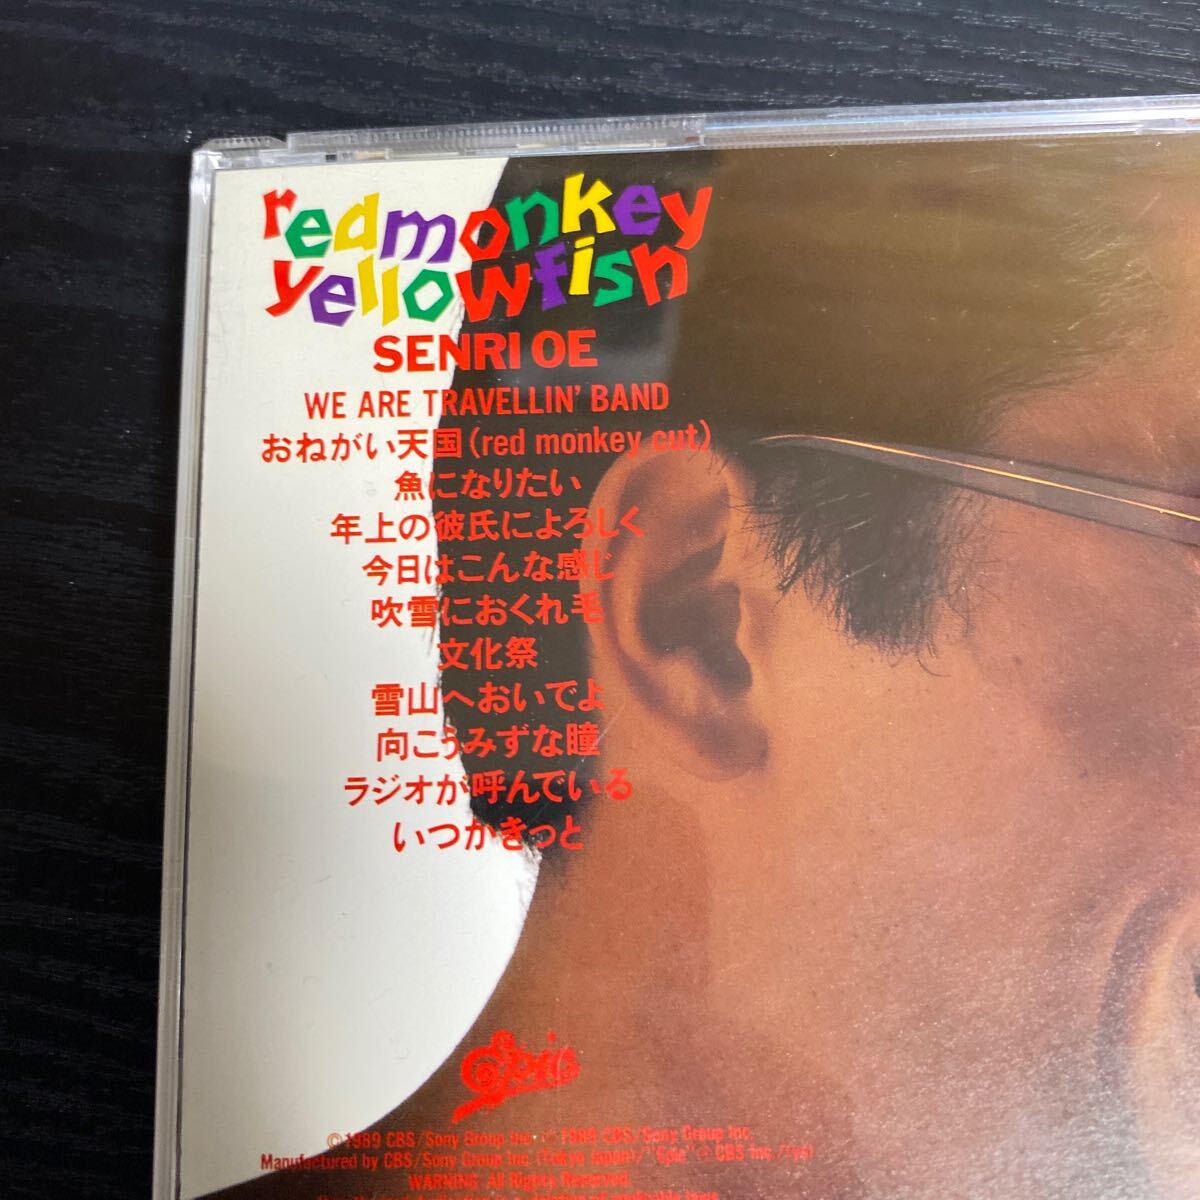 redmonkey
yellowfish
SENRI OE
WE ARE TRAVELLIN' BAND
おねがい天国(red monkey cut)
魚になりたい
年上の彼氏によろしく
今日はこんな感じ
吹雪におくれ毛
文化祭
雪山へおいでよ
向こうみずな瞳
ラジオが呼んでいる
いつかきっと
Epic
©1989 CBS/Sony Group Inc. ℗ 1989 CBS/Sony Group Inc.
Manufactured by CBS/Sony Group Inc. (Tokyo Japan)/"Epic" ℗ CBS Inc./ry
WARNING: All Rights Reserved.